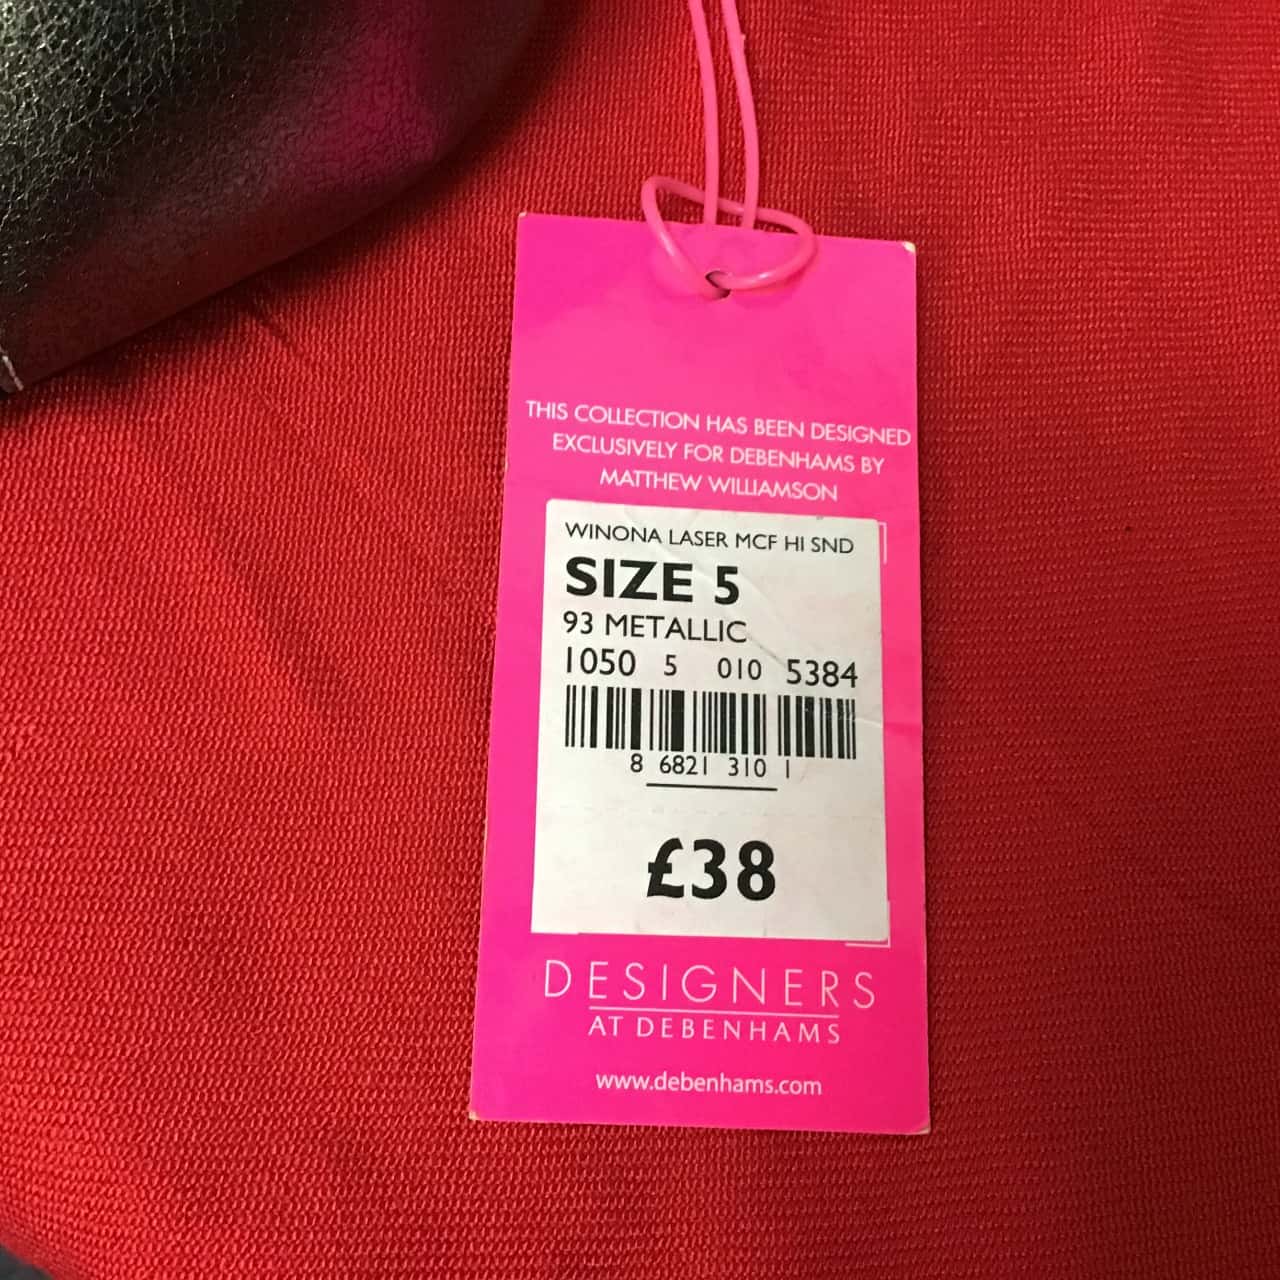 THIS COLLECTION HAS BEEN DESIGNED
EXCLUSIVELY FOR DEBENHAMS BY
MATTHEW WILLIAMSON
WINONA LASER MCF HI SND
SIZE 5
93 METALLIC
1050 5 010 5384
8 6821 310 1
£38
DESIGNERS
AT DEBENHAMS
www.debenhams.com